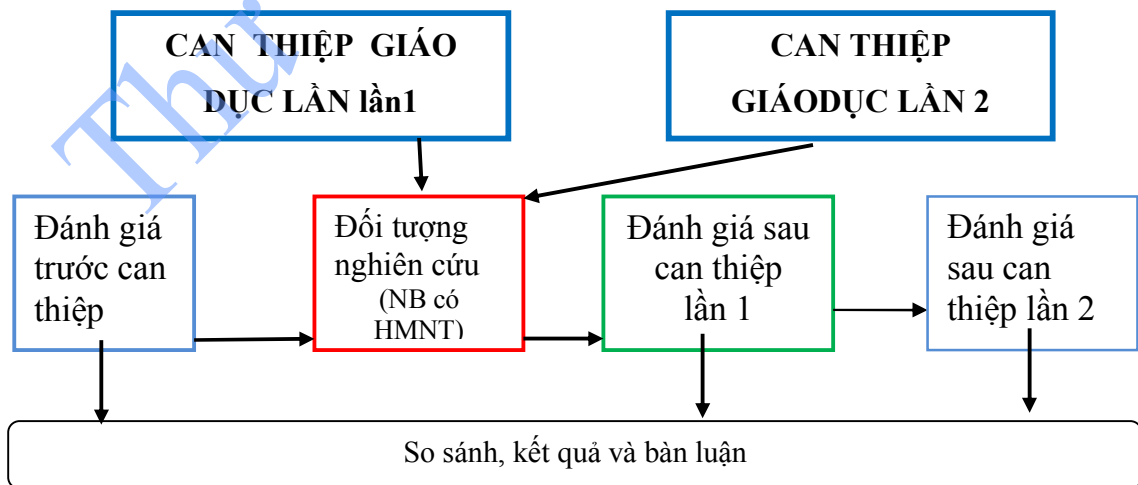 CAN THIỆP GIÁO
DỤC LẦN lần1
CAN THIỆP
GIÁODỤC LẦN 2
Thư
Đánh giá
trước can
thiệp
Đối tượng
nghiên cứu
(NB có
HMNT)
Đánh giá sau
can thiệp
lần 1
Đánh giá
sau can
thiệp lần 2
So sánh, kết quả và bàn luận